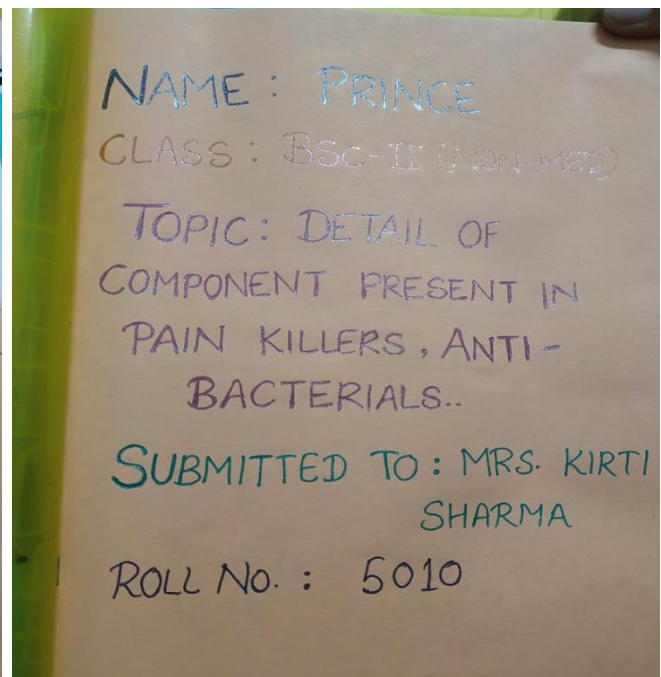 NAME : PRINCE
CLASS : BSC-II (NON-MED)
TOPIC: DETAIL OF
COMPONENT PRESENT IN
PAIN KILLERS, ANTI-
BACTERIALS..
SUBMITTED TO : MRS. KIRTI
SHARMA
ROLL NO. : 5010